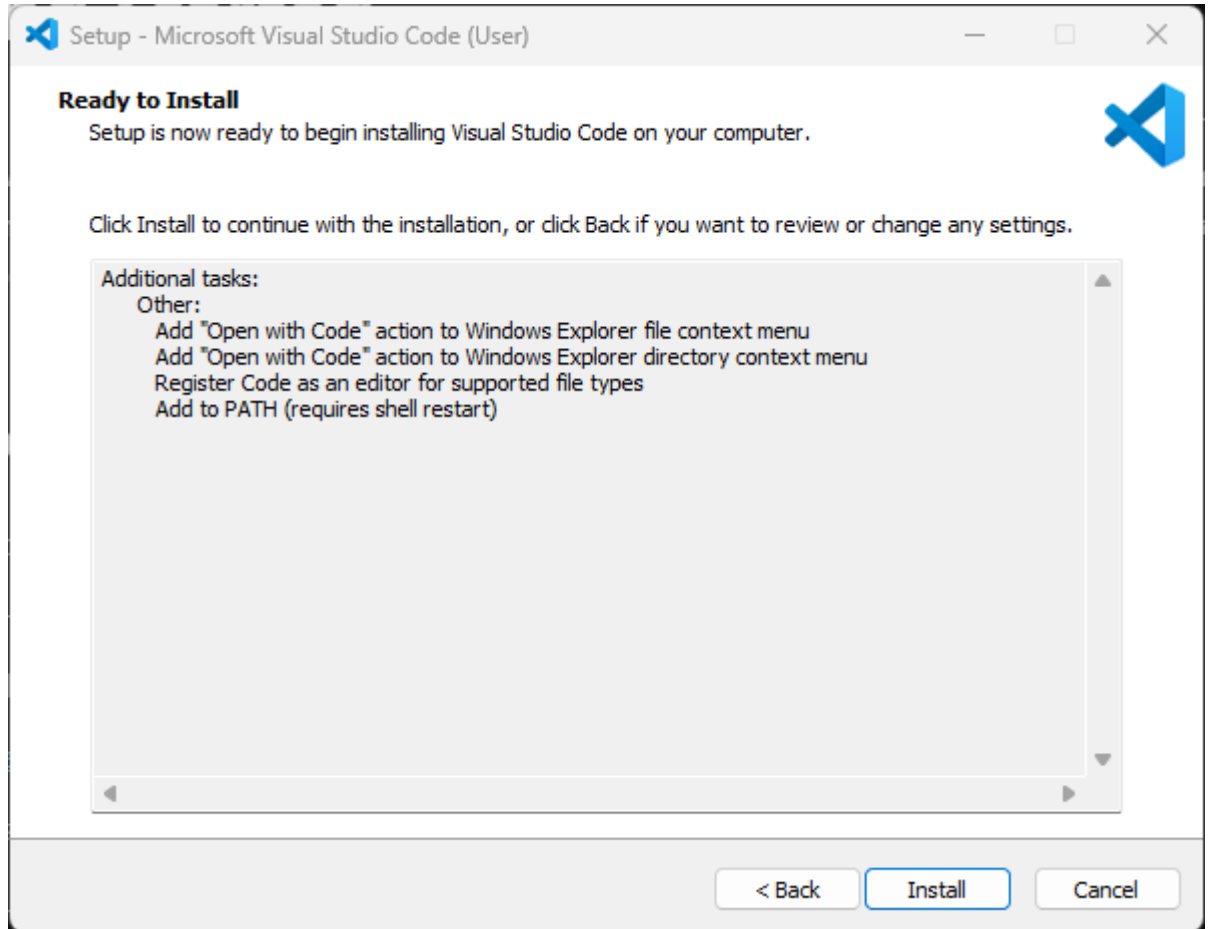 Setup - Microsoft Visual Studio Code (User)
Ready to Install
Setup is now ready to begin installing Visual Studio Code on your computer.
Click Install to continue with the installation, or click Back if you want to review or change any settings.
Additional tasks:
Other:
Add "Open with Code" action to Windows Explorer file context menu
Add "Open with Code" action to Windows Explorer directory context menu
Register Code as an editor for supported file types
Add to PATH (requires shell restart)
< Back
Install
Cancel